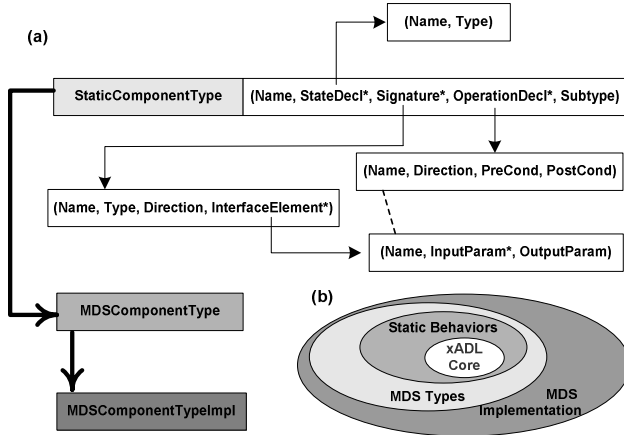 (a)
(Name, Type)
StaticComponentType
(Name, StateDecl*, Signature*, OperationDecl*, Subtype)
(Name, Direction, PreCond, PostCond)
(Name, Type, Direction, InterfaceElement*)
(Name, InputParam*, OutputParam)
MDSComponentType
MDSComponentTypeImpl
(b)
Static Behaviors
xADL
Core
MDS Types
MDS
Implementation